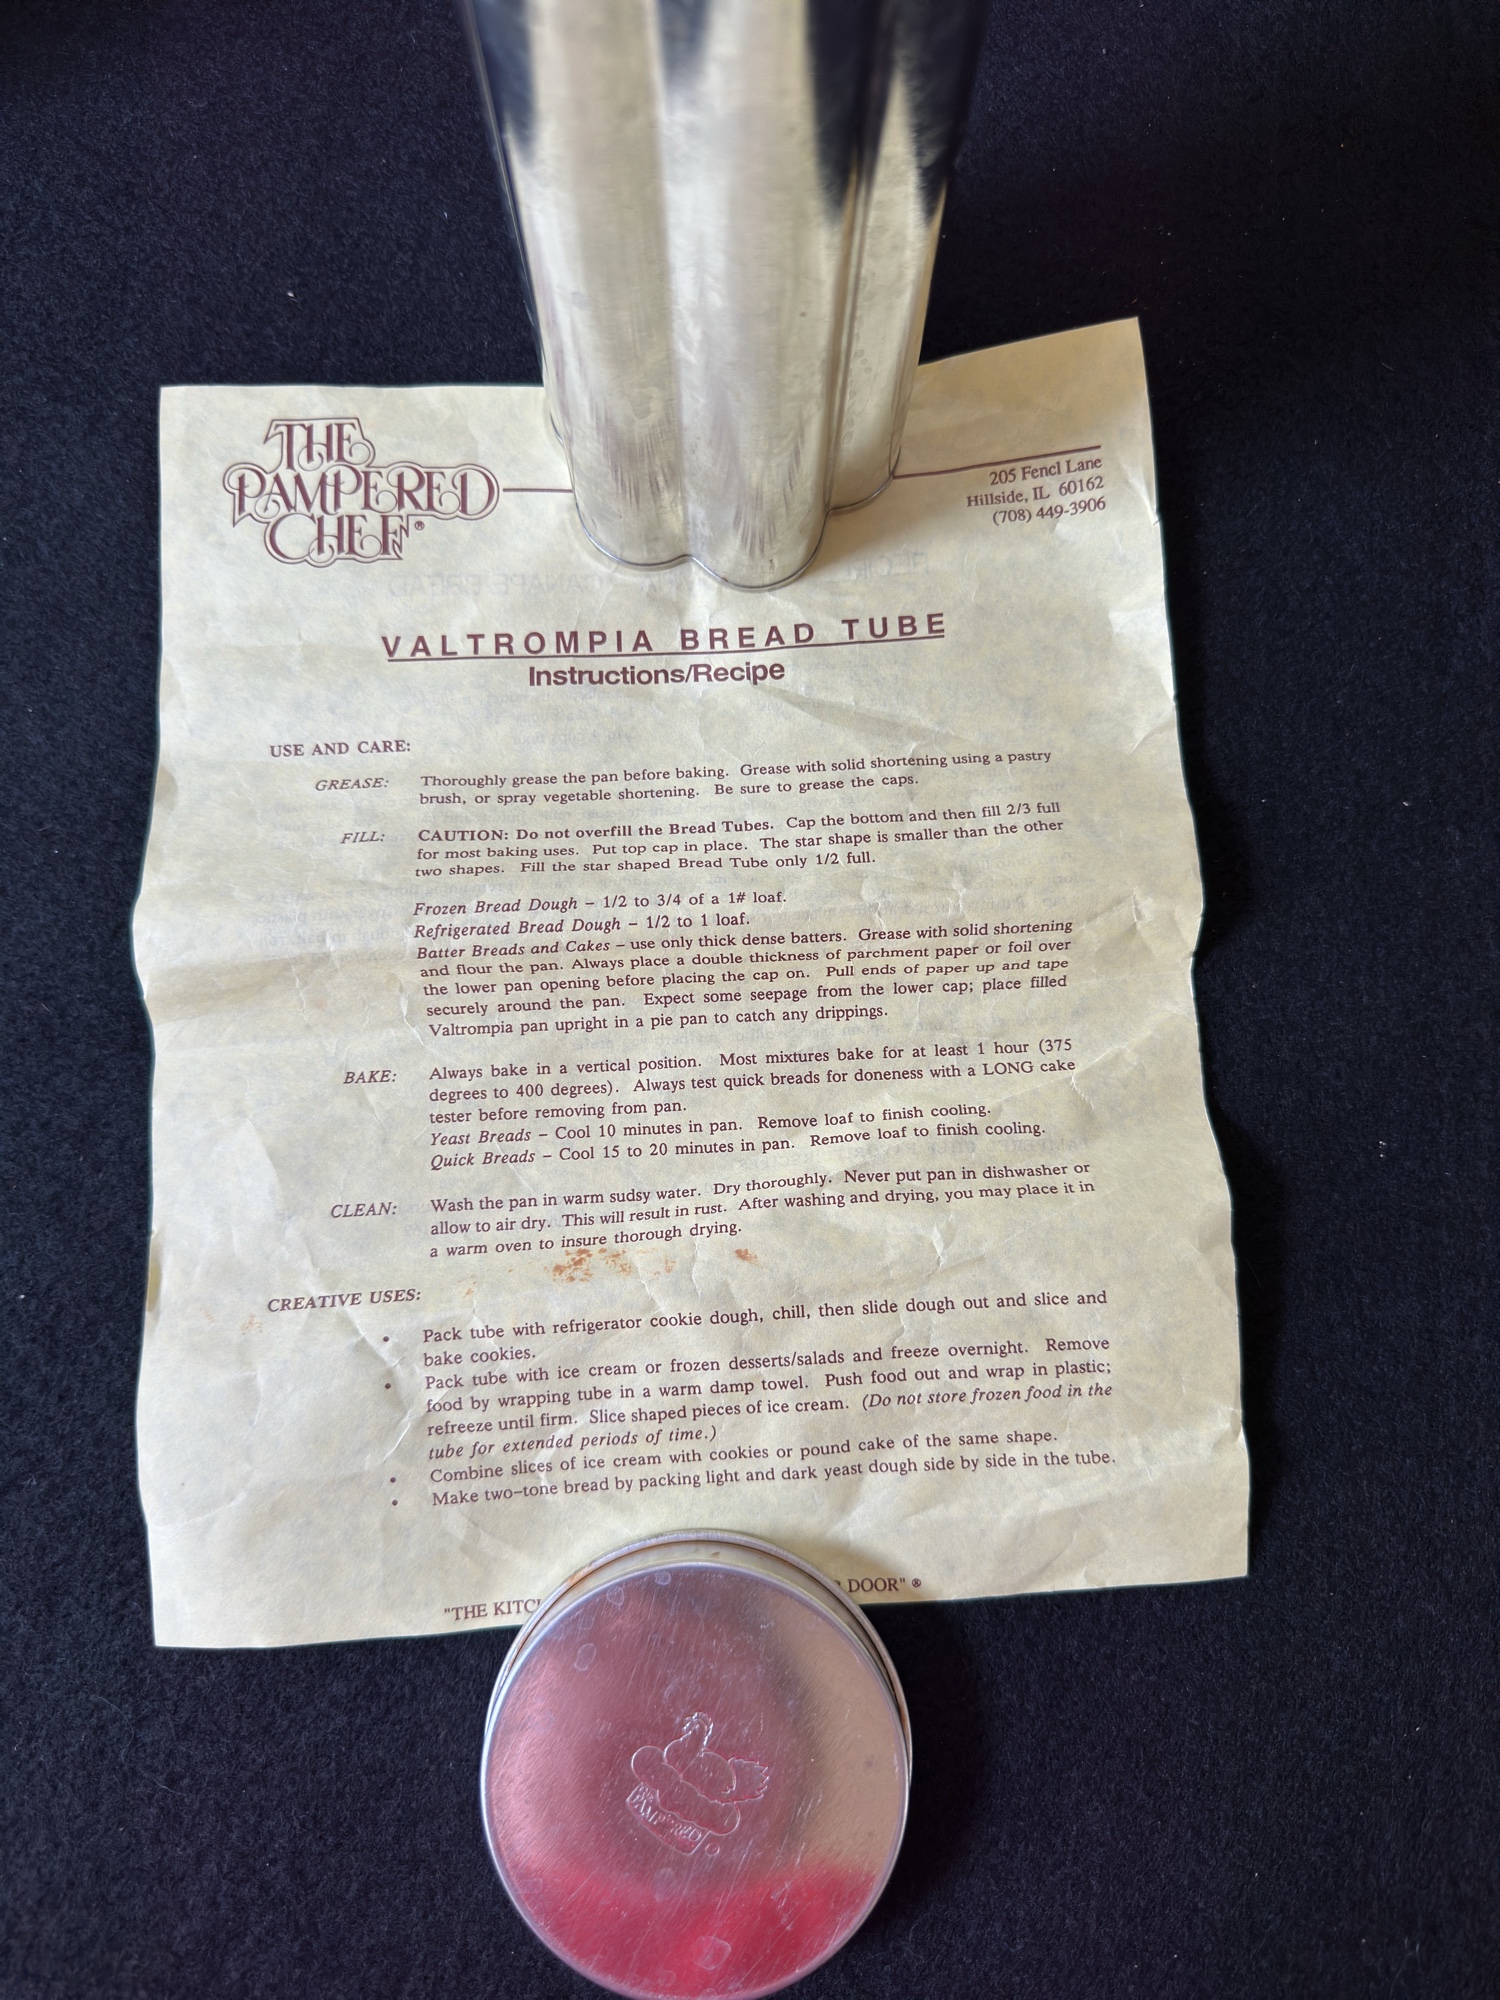 THE
PAMPERED
CHEF®
205 Fencl Lane
Hillside, IL 60162
(708) 449-3906
VALTROMPIA BREAD TUBE
Instructions/Recipe
USE AND CARE:
GREASE: Thoroughly grease the pan before baking. Grease with solid shortening using a pastry
brush, or spray vegetable shortening. Be sure to grease the caps.
FILL: CAUTION: Do not overfill the Bread Tubes. Cap the bottom and then fill 2/3 full
for most baking uses. Put top cap in place. The star shape is smaller than the other
two shapes. Fill the star shaped Bread Tube only 1/2 full.
Frozen Bread Dough – 1/2 to 3/4 of a 1# loaf.
Refrigerated Bread Dough – 1/2 to 1 loaf.
Batter Breads and Cakes – use only thick dense batters. Grease with solid shortening
and flour the pan. Always place a double thickness of parchment paper or foil over
the lower pan opening before placing the cap on. Pull ends of paper up and tape
securely around the pan. Expect some seepage from the lower cap; place filled
Valtrompia pan upright in a pie pan to catch any drippings.
BAKE: Always bake in a vertical position. Most mixtures bake for at least 1 hour (375
degrees to 400 degrees). Always test quick breads for doneness with a LONG cake
tester before removing from pan.
Yeast Breads – Cool 10 minutes in pan. Remove loaf to finish cooling.
Quick Breads – Cool 15 to 20 minutes in pan. Remove loaf to finish cooling.
CLEAN: Wash the pan in warm sudsy water. Dry thoroughly. Never put pan in dishwasher or
allow to air dry. This will result in rust. After washing and drying, you may place it in
a warm oven to insure thorough drying.
CREATIVE USES:
• Pack tube with refrigerator cookie dough, chill, then slide dough out and slice and
bake cookies.
• Pack tube with ice cream or frozen desserts/salads and freeze overnight. Remove
food by wrapping tube in a warm damp towel. Push food out and wrap in plastic;
refreeze until firm. Slice shaped pieces of ice cream. (Do not store frozen food in the
tube for extended periods of time.)
• Combine slices of ice cream with cookies or pound cake of the same shape.
• Make two–tone bread by packing light and dark yeast dough side by side in the tube.
"THE DOOR" ®
PAMPERED